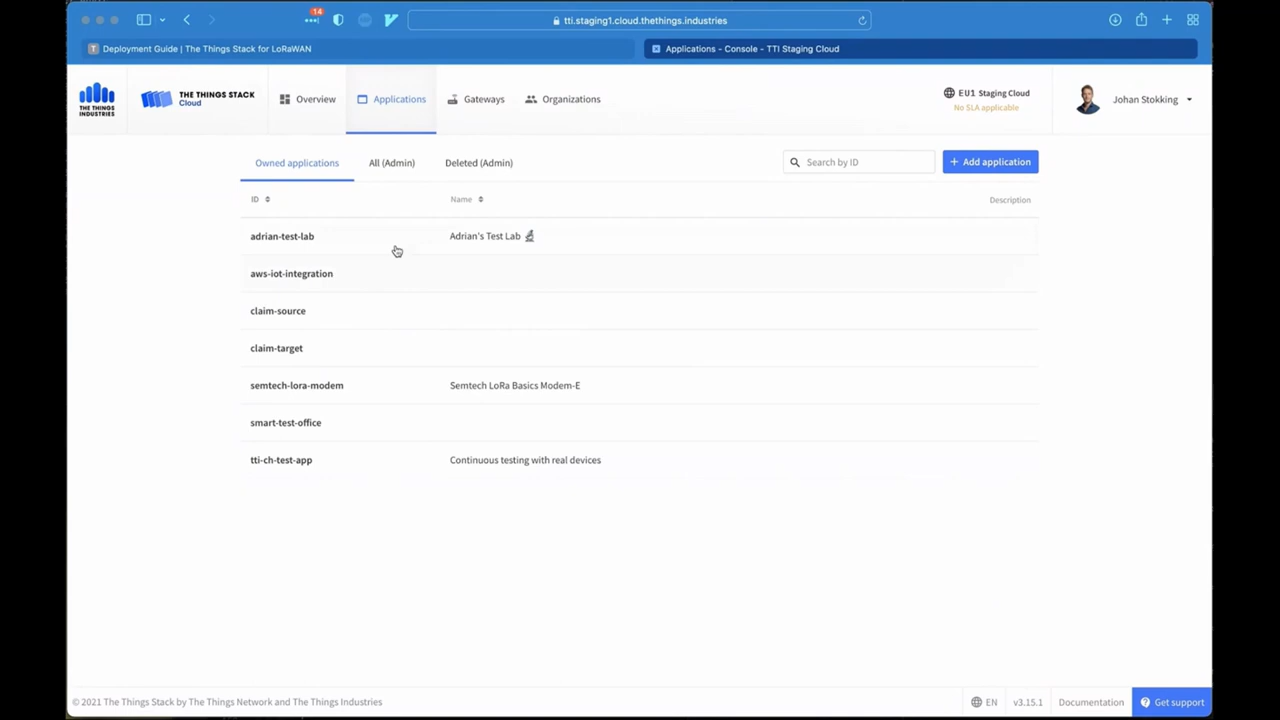 14
tti.staging1.cloud.thethings.industries
T Deployment Guide | The Things Stack for LoRaWAN
Applications - Console - TTI Staging Cloud
THE THINGS INDUSTRIES
THE THINGS STACK
Cloud
Overview
Applications
Gateways
Organizations
EU1 Staging Cloud
No SLA applicable
Johan Stokking
Owned applications
All (Admin)
Deleted (Admin)
Search by ID
+ Add application
ID
Name
Description
adrian-test-lab
Adrian's Test Lab 🔬
aws-iot-integration
claim-source
claim-target
semtech-lora-modem
Semtech LoRa Basics Modem-E
smart-test-office
tti-ch-test-app
Continuous testing with real devices
© 2021 The Things Stack by The Things Network and The Things Industries
EN
v3.15.1
Documentation
Get support